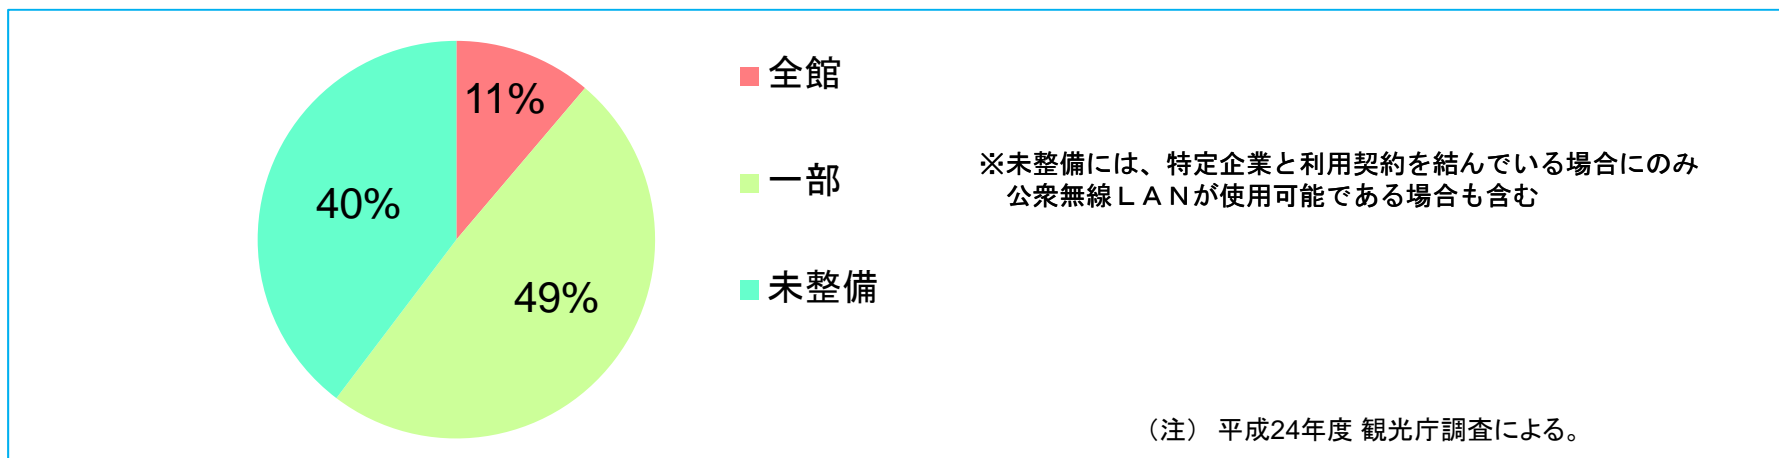 11%
49%
40%
全館
一部
未整備
※未整備には、特定企業と利用契約を結んでいる場合にのみ
公衆無線ＬＡＮが使用可能である場合も含む
（注） 平成24年度 観光庁調査による。